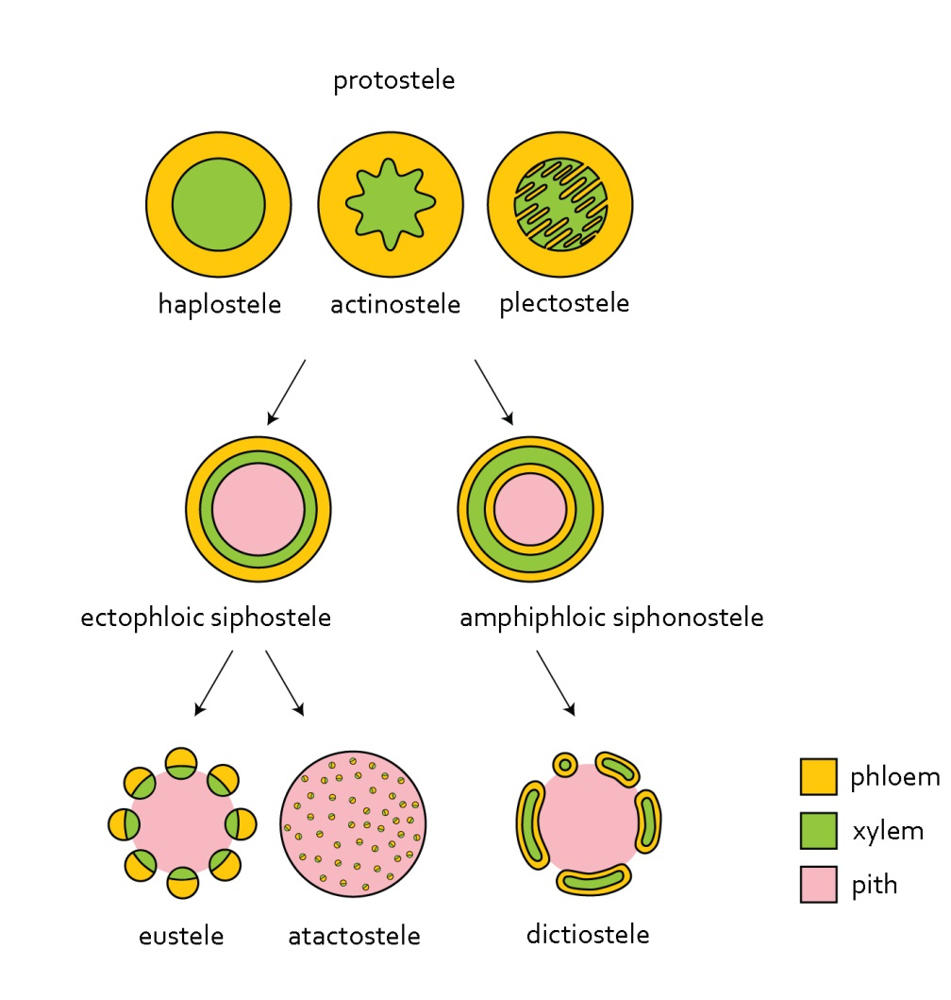 protostele
haplostele
actinostele
plectostele
ectophloic siphostele
amphiphloic siphonostele
eustele
atactostele
dictiostele
phloem
xylem
pith